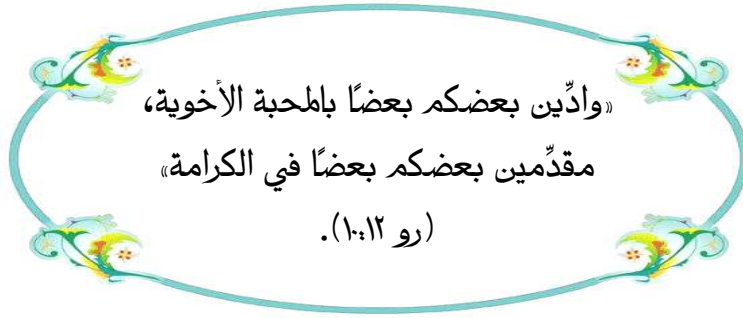 «وادِّين بعضكم بعضًا بالمحبة الأخوية،
مقدِّمين بعضكم بعضًا في الكرامة»
(رو ١٢: ١٠).